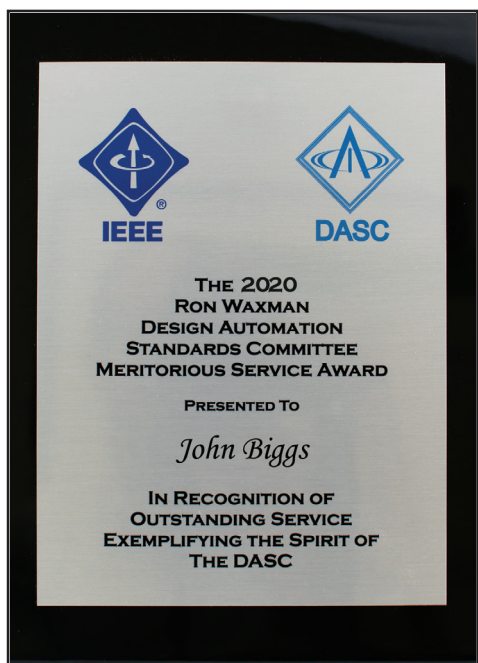 IEEE ®
DASC
THE 2020
RON WAXMAN
DESIGN AUTOMATION
STANDARDS COMMITTEE
MERITORIOUS SERVICE AWARD
PRESENTED TO
John Biggs
IN RECOGNITION OF
OUTSTANDING SERVICE
EXEMPLIFYING THE SPIRIT OF
THE DASC